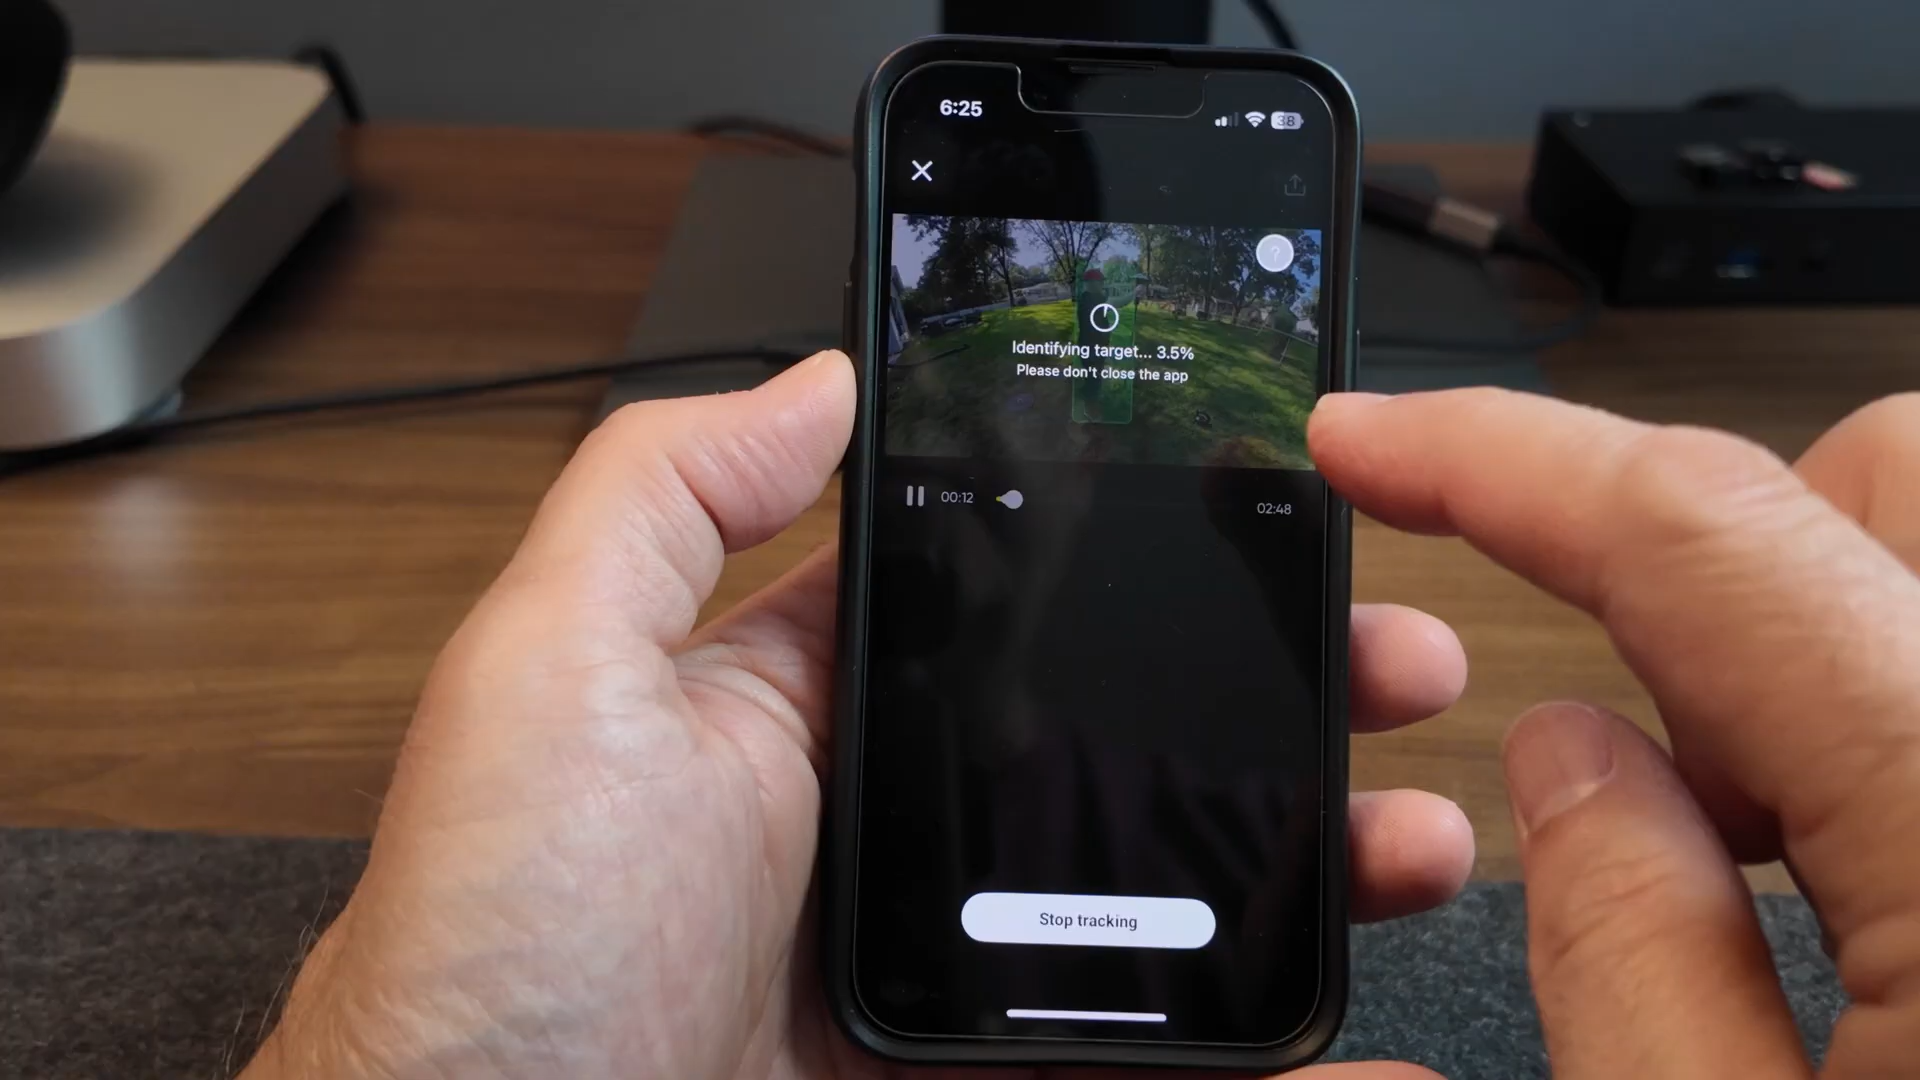 6:25
38
?
Identifying target... 3.5%
Please don't close the app
00:12
02:48
Stop tracking